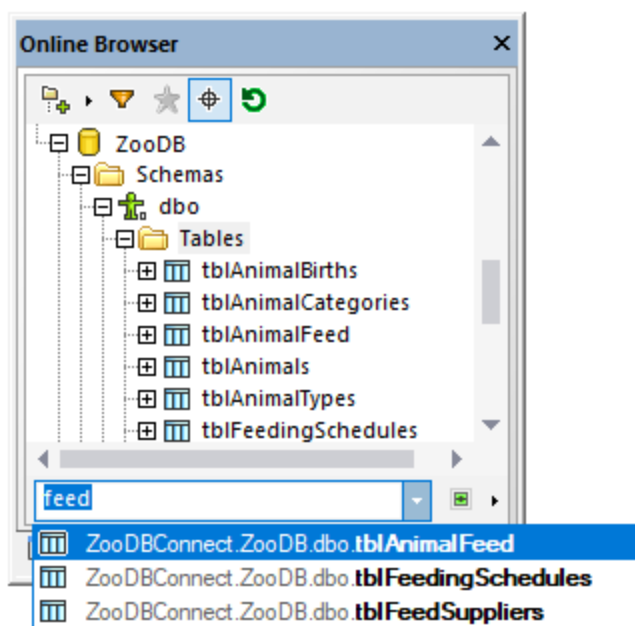 Online Browser
ZooDB
Schemas
dbo
Tables
tblAnimalBirths
tblAnimalCategories
tblAnimalFeed
tblAnimals
tblAnimalTypes
tblFeedingSchedules
feed
ZooDBConnect.ZooDB.dbo.tblAnimalFeed
ZooDBConnect.ZooDB.dbo.tblFeedingSchedules
ZooDBConnect.ZooDB.dbo.tblFeedSuppliers